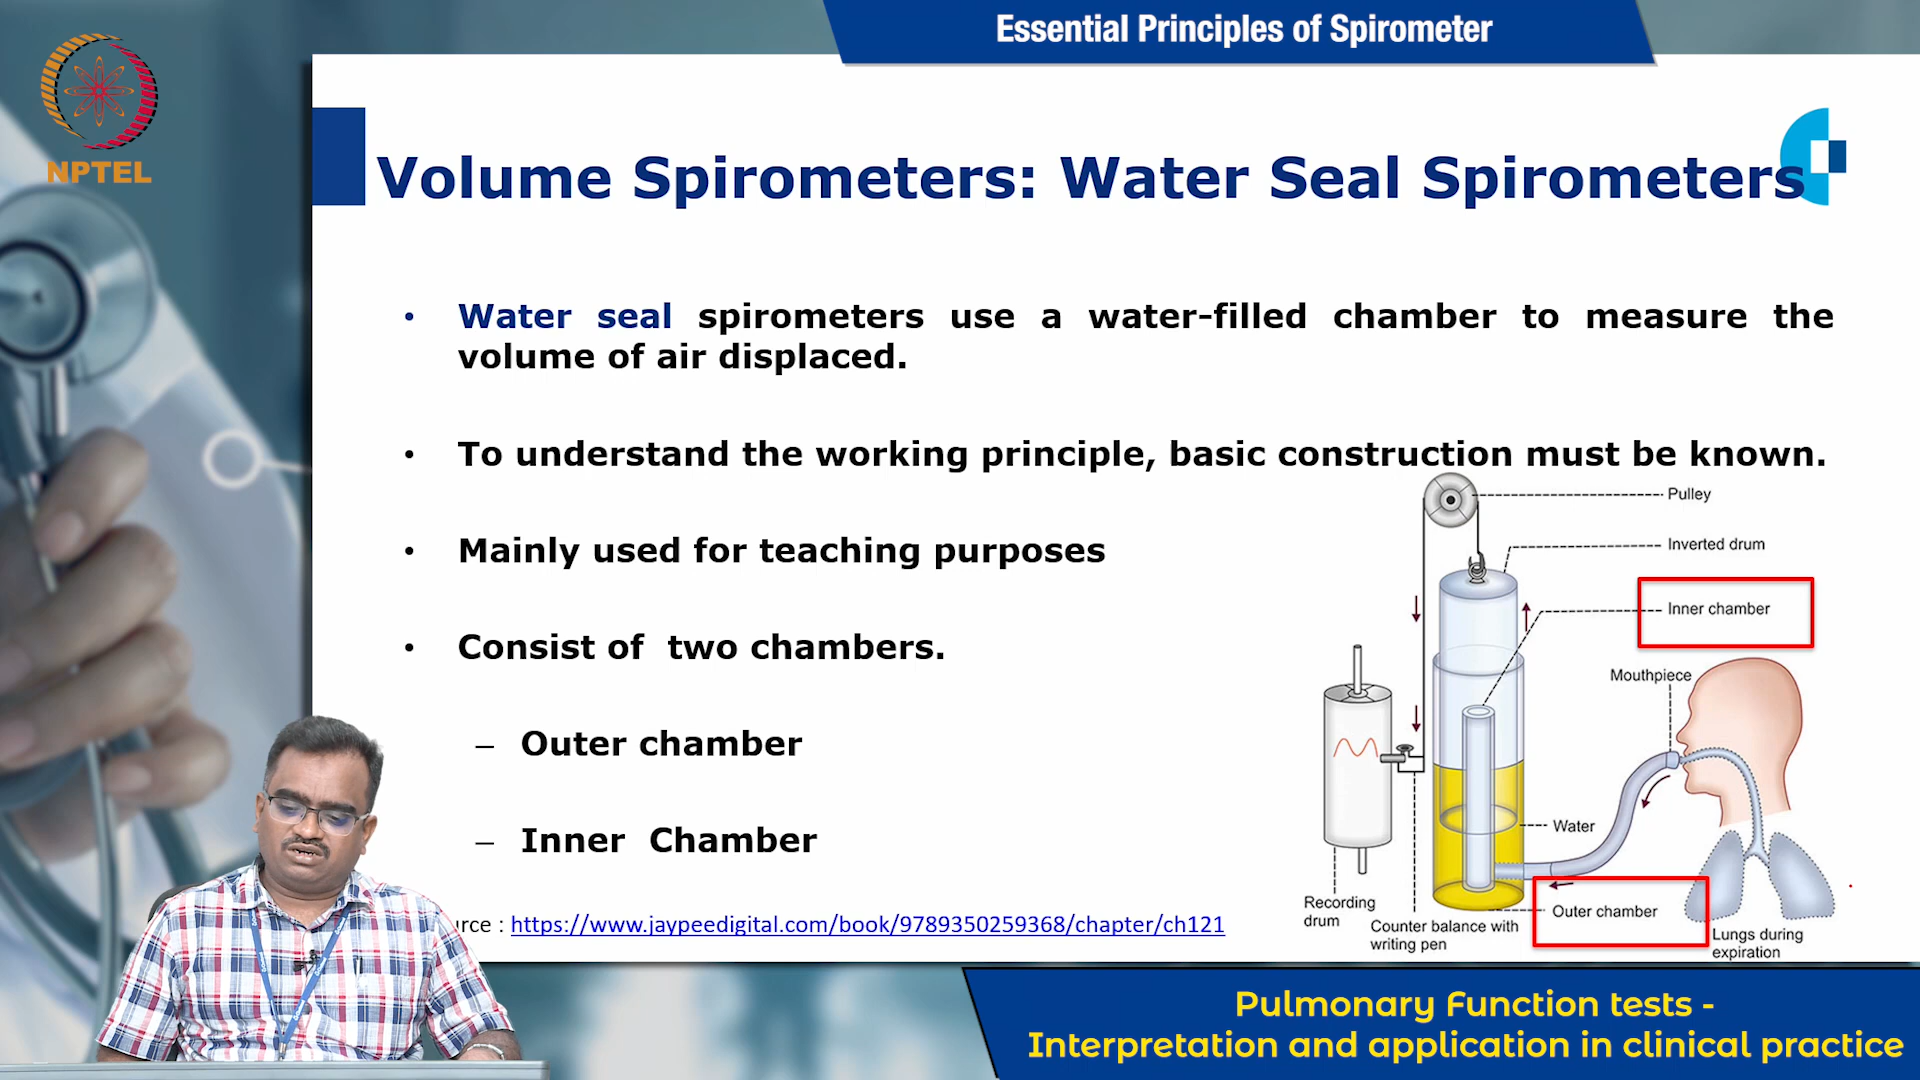 Essential Principles of Spirometer
NPTEL
Volume Spirometers: Water Seal Spirometers
• Water seal spirometers use a water-filled chamber to measure the
volume of air displaced.
• To understand the working principle, basic construction must be known.
• Mainly used for teaching purposes
• Consist of two chambers.
– Outer chamber
– Inner Chamber
Pulley
Inverted drum
Inner chamber
Mouthpiece
Water
Outer chamber
Recording
drum
Counter balance with
writing pen
Lungs during
expiration
rce : https://www.jaypeedigital.com/book/9789350259368/chapter/ch121
Pulmonary Function tests -
Interpretation and application in clinical practice